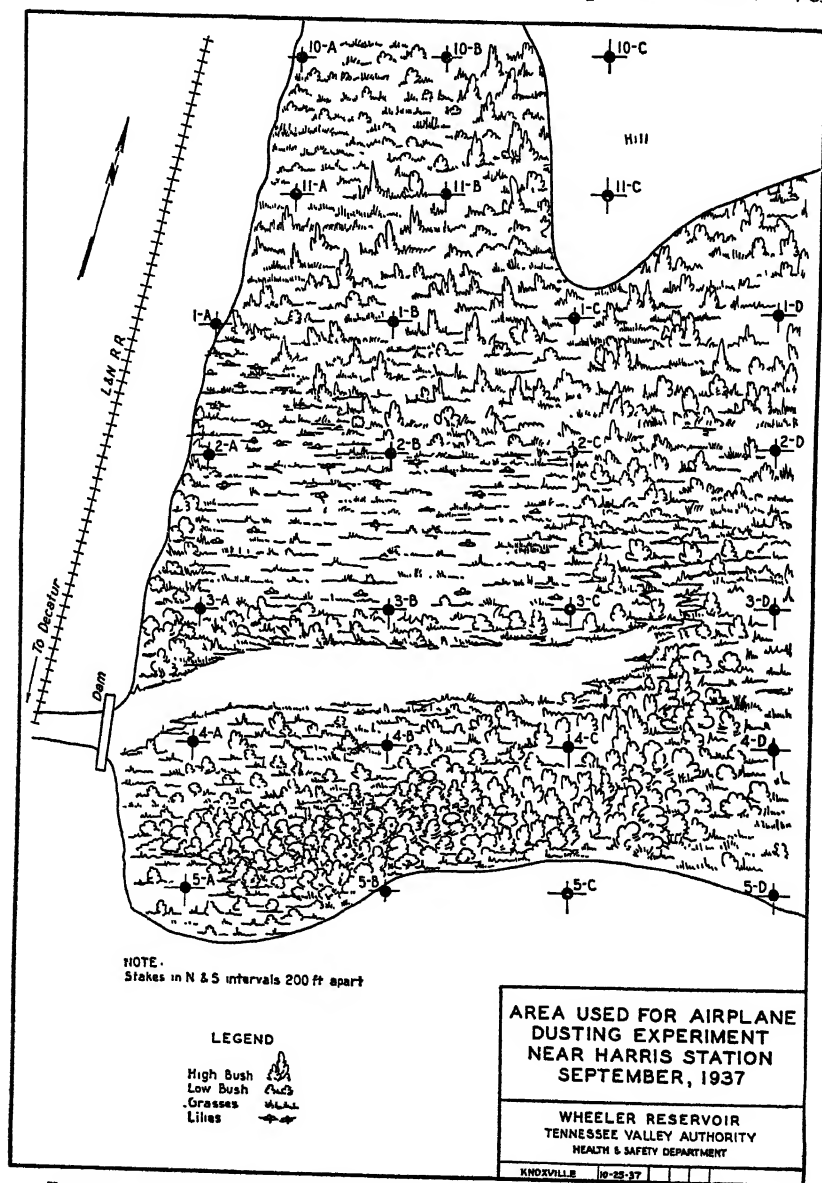 10-A 10-B 10-C
Hill
11-A 11-B 11-C
N
1-A 1-B 1-C 1-D
L&N R.R
2-A 2-B 2-C 2-D
To Decatur
3-A 3-B 3-C 3-D
Dam
4-A 4-B 4-C 4-D
5-A 5-B 5-C 5-D
NOTE.
Stakes in N & S intervals 200 ft apart
LEGEND
High Bush
Low Bush
Grasses
Lilies
AREA USED FOR AIRPLANE
DUSTING EXPERIMENT
NEAR HARRIS STATION
SEPTEMBER, 1937
WHEELER RESERVOIR
TENNESSEE VALLEY AUTHORITY
HEALTH & SAFETY DEPARTMENT
KNOXVILLE 10-25-37